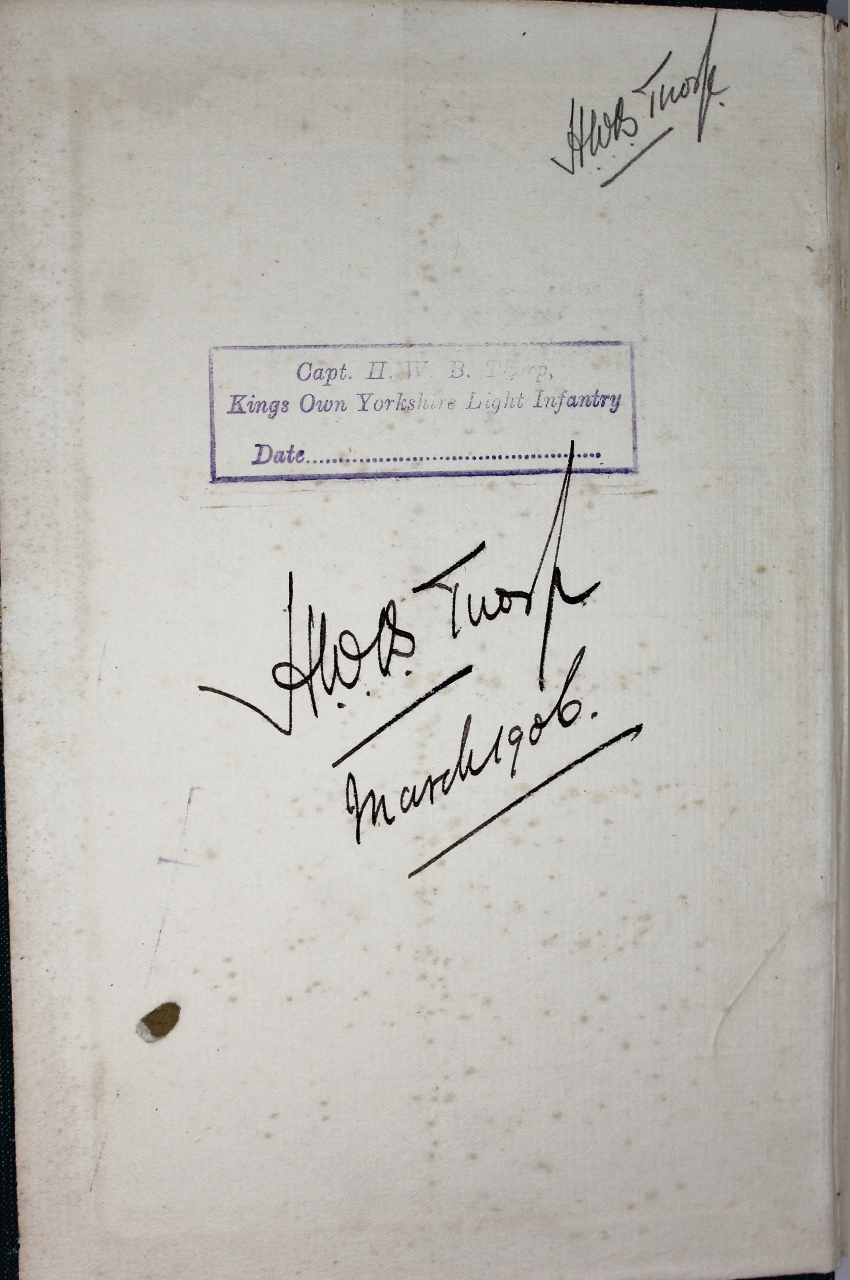 H.W.B. Thorp.
Capt. H. W. B. Thorp,
Kings Own Yorkshire Light Infantry
Date........................................
H.W.B. Thorp
March 1906.